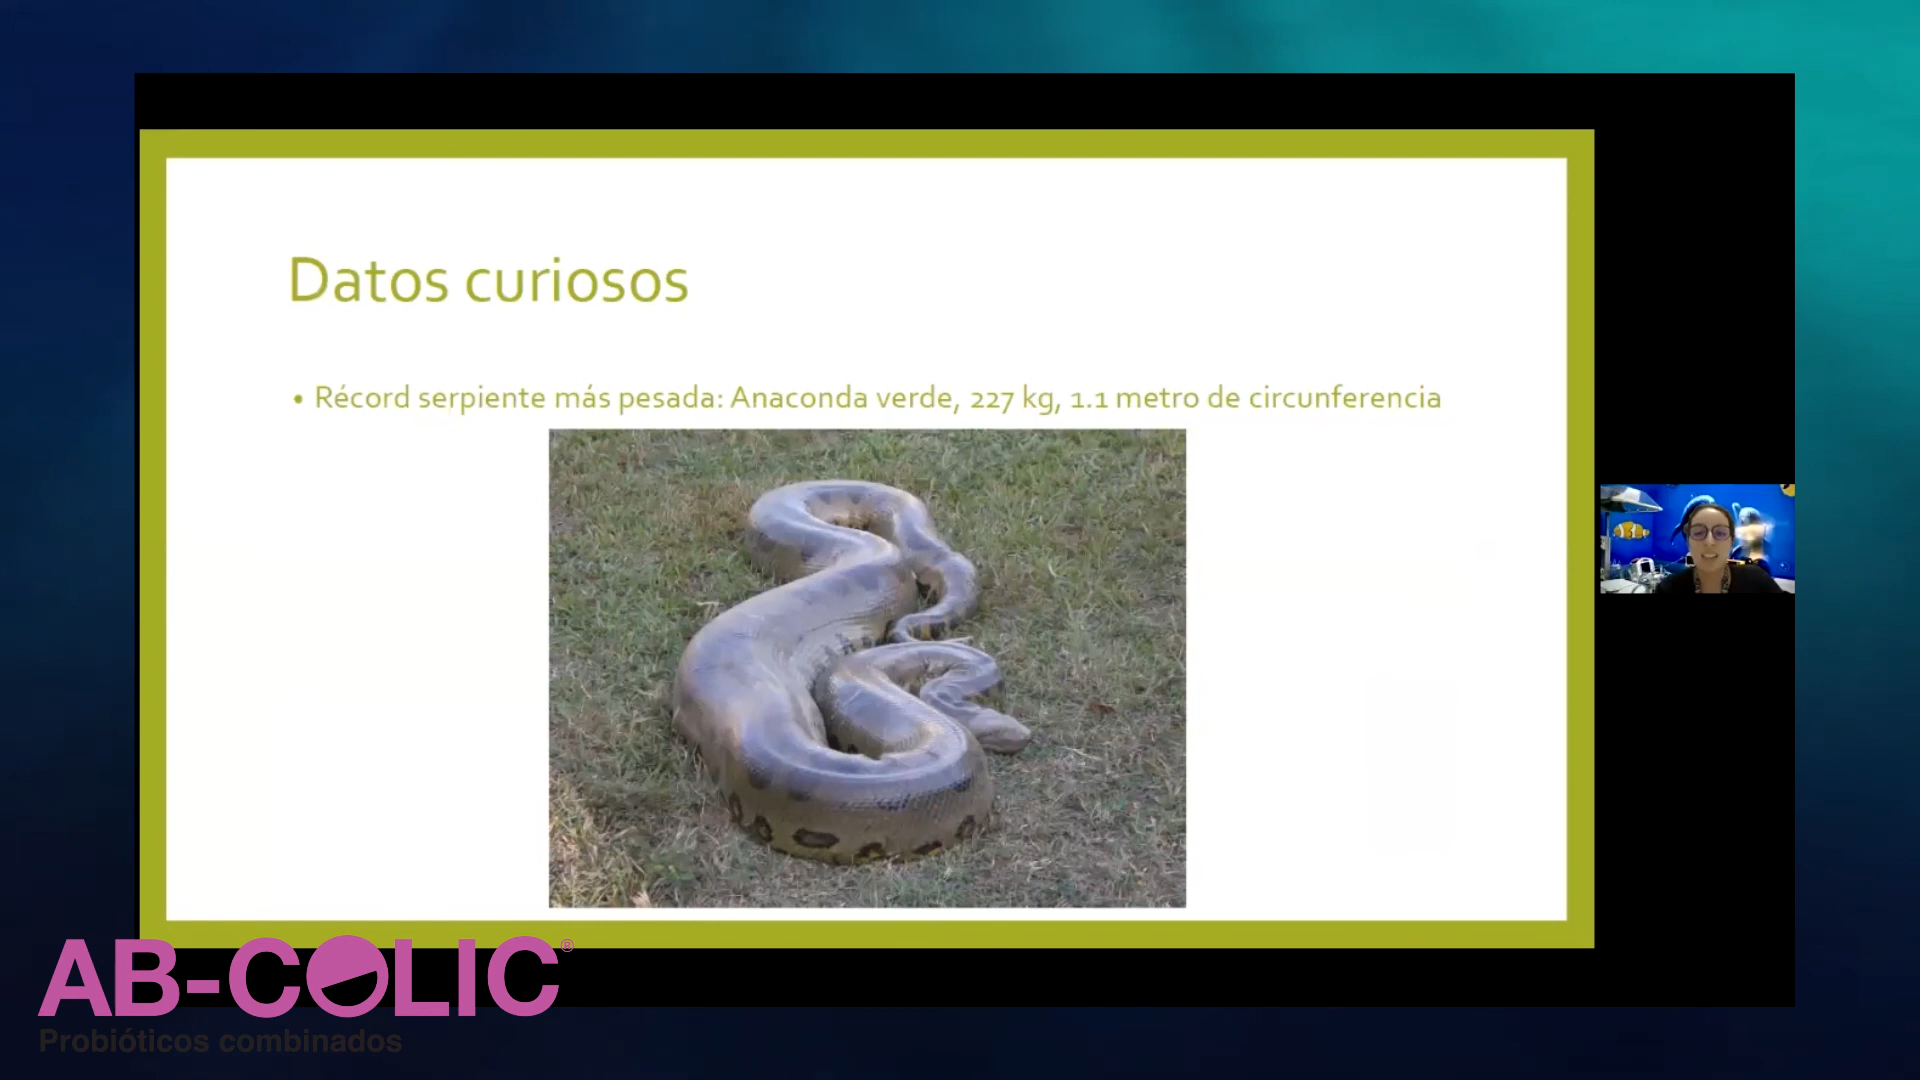 Datos curiosos
• Récord serpiente más pesada: Anaconda verde, 227 kg, 1.1 metro de circunferencia
AB-COLIC®
Probióticos combinados